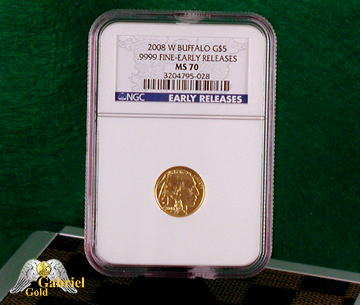 2008 W BUFFALO G$5
.9999 FINE-EARLY RELEASES
MS 70
3204795-028
NGC EARLY RELEASES
Gabriel
Gold